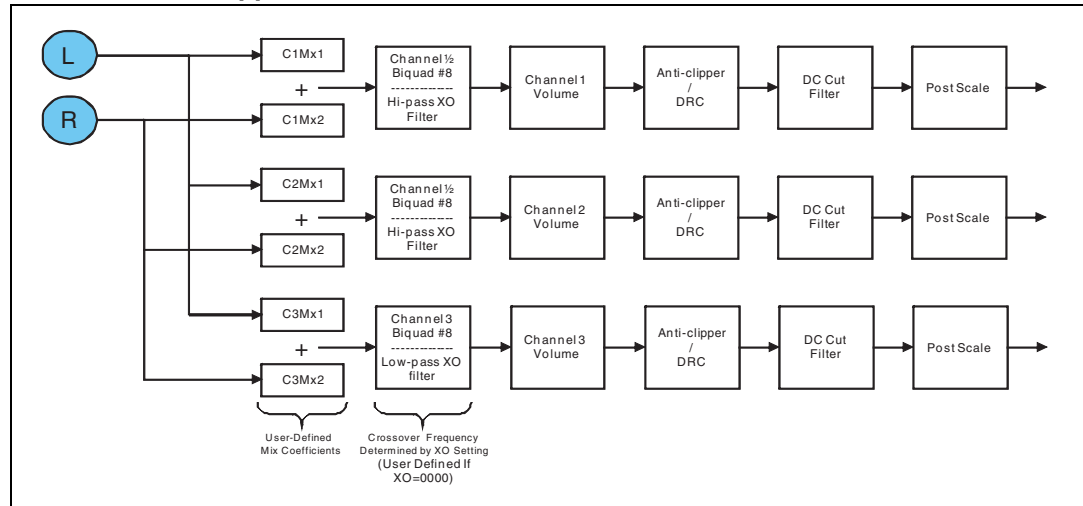 L
R
C1Mx1
+
C1Mx2
Channel ½
Biquad #8
---------------
Hi-pass XO
Filter
Channel 1
Volume
Anti-clipper
/
DRC
DC Cut
Filter
Post Scale
C2Mx1
+
C2Mx2
Channel ½
Biquad #8
---------------
Hi-pass XO
Filter
Channel 2
Volume
Anti-clipper
/
DRC
DC Cut
Filter
Post Scale
C3Mx1
+
C3Mx2
Channel 3
Biquad #8
---------------
Low-pass XO
filter
Channel 3
Volume
Anti-clipper
/
DRC
DC Cut
Filter
Post Scale
User-Defined
Mix Coefficients
Crossover Frequency
Determined by XO Setting
(User Defined If
XO=0000)